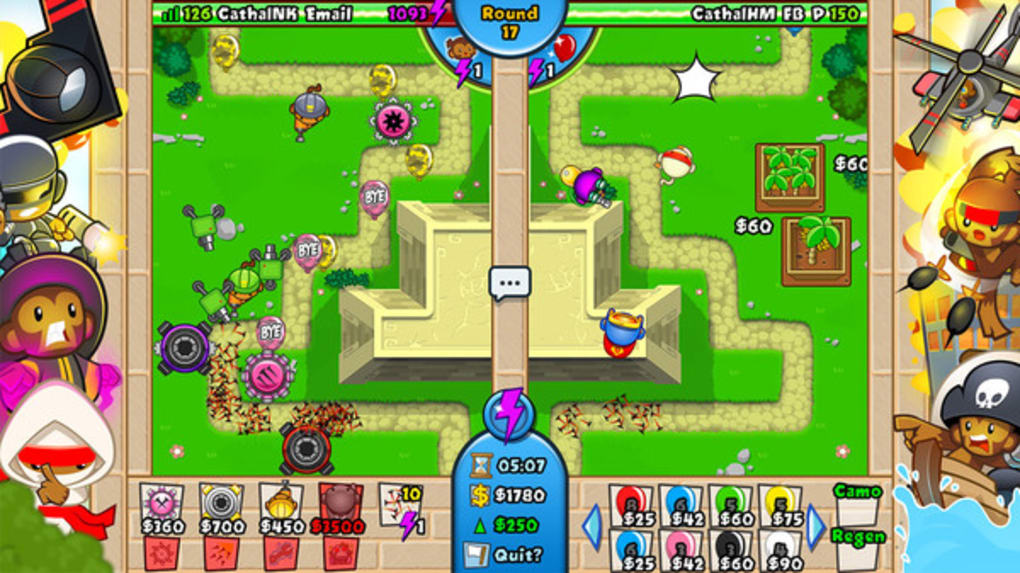 126 CathalNK Email 1093
Round
17
CathalHM FB P 150
1
1
$60
$60
BYE
BYE
BYE
...
05:07
$1780
$250
Quit?
10
1
$360
$700
$450
$3500
$25
$42
$60
$75
Camo
$25
$42
$60
$90
Regen